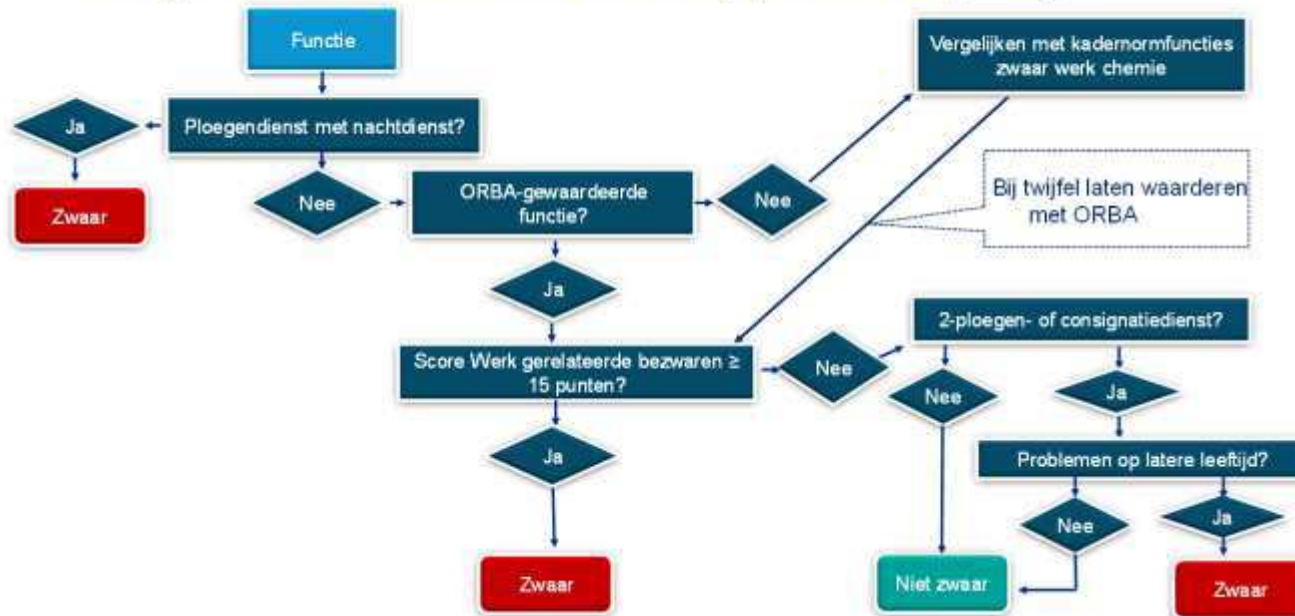 Functie
Vergelijken met kadernormfuncties
zwaar werk chemie
Ja
Ploegendienst met nachtdienst?
Zwaar
Nee
ORBA-gewaardeerde
functie?
Nee
Bij twijfel laten waarderen
met ORBA
Ja
2-ploegen- of consignatiedienst?
Score Werk gerelateerde bezwaren ≥
15 punten?
Nee
Nee
Ja
Ja
Problemen op latere leeftijd?
Nee
Ja
Zwaar
Niet zwaar
Zwaar